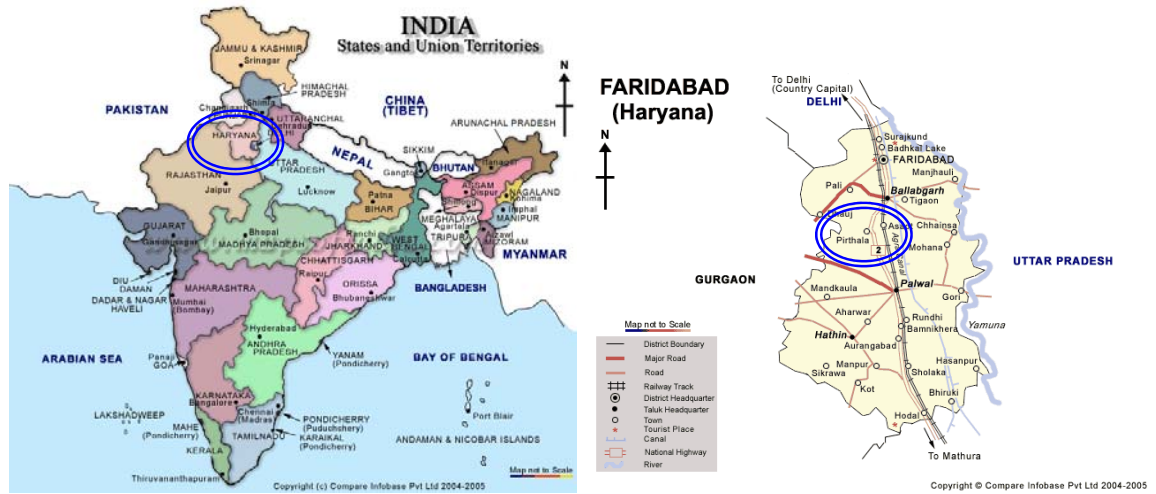 INDIA
States and Union Territories
N
JAMMU & KASHMIR
Srinagar
HIMACHAL
PRADESH
Shimla
PAKISTAN
CHINA
(TIBET)
UTTARANCHAL
HARYANA
ARUNACHAL PRADESH
SIKKIM
NEPAL
BHUTAN
Gangtok
RAJASTHAN
Jaipur
UTTAR
PRADESH
Lucknow
ASSAM
Dispur
NAGALAND
Kohima
Patna
BIHAR
Shillong
Imphal
MANIPUR
MEGHALAYA
Agartala
TRIPURA
Aizawl
MIZORAM
GUJARAT
Gandhinagar
Bhopal
MADHYA PRADESH
Ranchi
JHARKHAND
WEST
BENGAL
Calcutta
MYANMAR
CHHATTISGARH
Raipur
DIU
DAMAN
DADAR & NAGAR
HAVELI
MAHARASHTRA
Mumbai
(Bombay)
ORISSA
Bhubaneshwar
BANGLADESH
Hyderabad
ANDHRA
PRADESH
ARABIAN SEA
Panaji
GOA
YANAM
(Pondicherry)
BAY OF BENGAL
KARNATAKA
Bangalore
Chennai
(Madras)
LAKSHADWEEP
MAHE
(Pondicherry)
PONDICHERRY
(Puduchery)
KARAIKAL
(Pondicherry)
TAMILNADU
KERALA
Port Blair
ANDAMAN & NICOBAR ISLANDS
Thiruvananthapuram
Map not to Scale
Copyright (c) Compare Infobase Pvt Ltd 2004-2005
FARIDABAD
(Haryana)
N
To Delhi
(Country Capital)
DELHI
Surajkund
Badhkal Lake
FARIDABAD
Manjhauli
Pali
Ballabgarh
Tigaon
Chhainsa
Pirthala
Mohana
2
GURGAON
UTTAR PRADESH
Mandkaula
Palwal
Gori
Aharwar
Rundhi
Bamnikhera
Yamuna
Hathin
Aurangabad
Hasanpur
Sikrawa
Manpur
Sholaka
Kot
Bhiruki
Hodal
To Mathura
Map not to Scale
District Boundary
Major Road
Road
Railway Track
District Headquarter
Taluk Headquarter
Town
Tourist Place
Canal
National Highway
River
Copyright © Compare Infobase Pvt Ltd 2004-2005